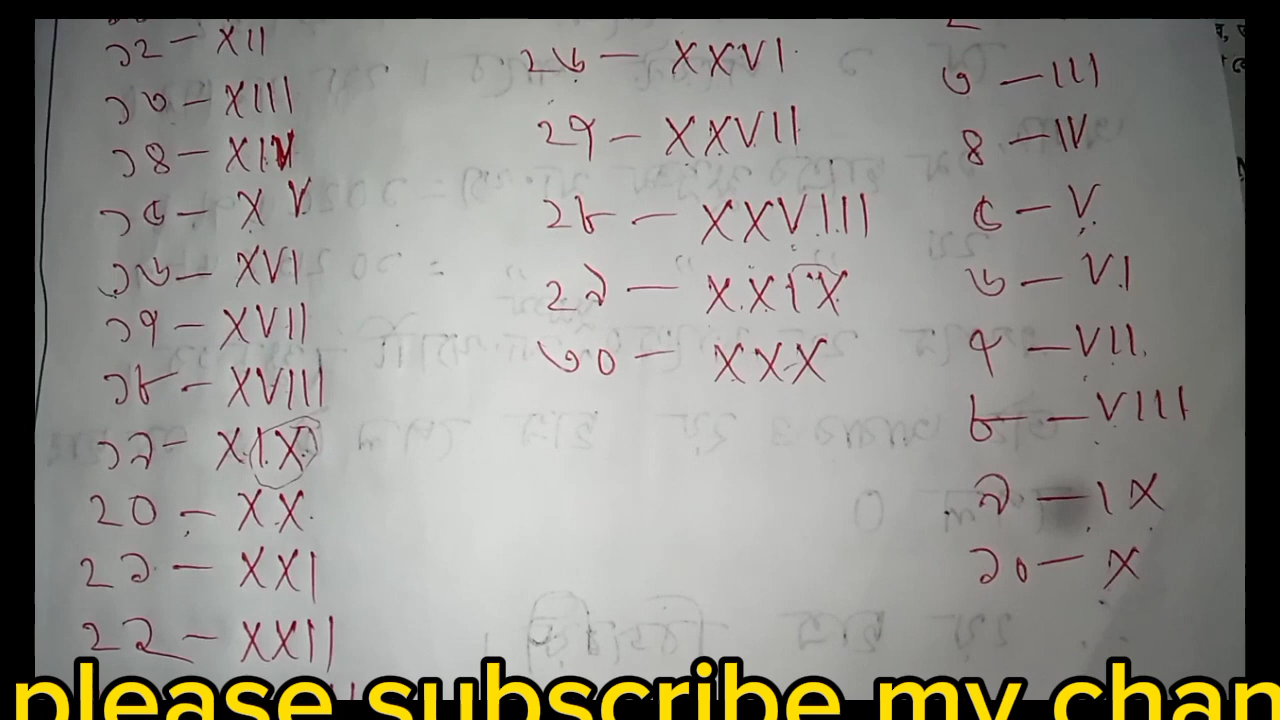 ১২ – XII
১৩ – XIII
১৪ – XIV
১৫ – XV
১৬ – XVI
১৭ – XVII
১৮ – XVIII
১৯ – XIX
২০ – XX
২১ – XXI
২২ – XXII
২৬ – XXVI
২৭ – XXVII
২৮ – XXVIII
২৯ – XXIX
৩০ – XXX
৩ – III
৪ – IV
৫ – V
৬ – VI
৭ – VII
৮ – VIII
৯ – IX
১০ – X
please subscribe my chan